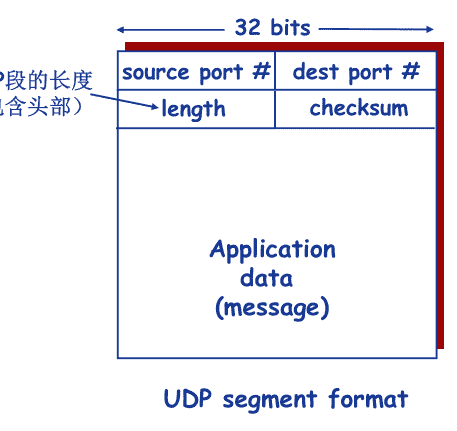 32 bits
source port # dest port #
P段的长度
含头部）
length checksum
Application
data
(message)
UDP segment format